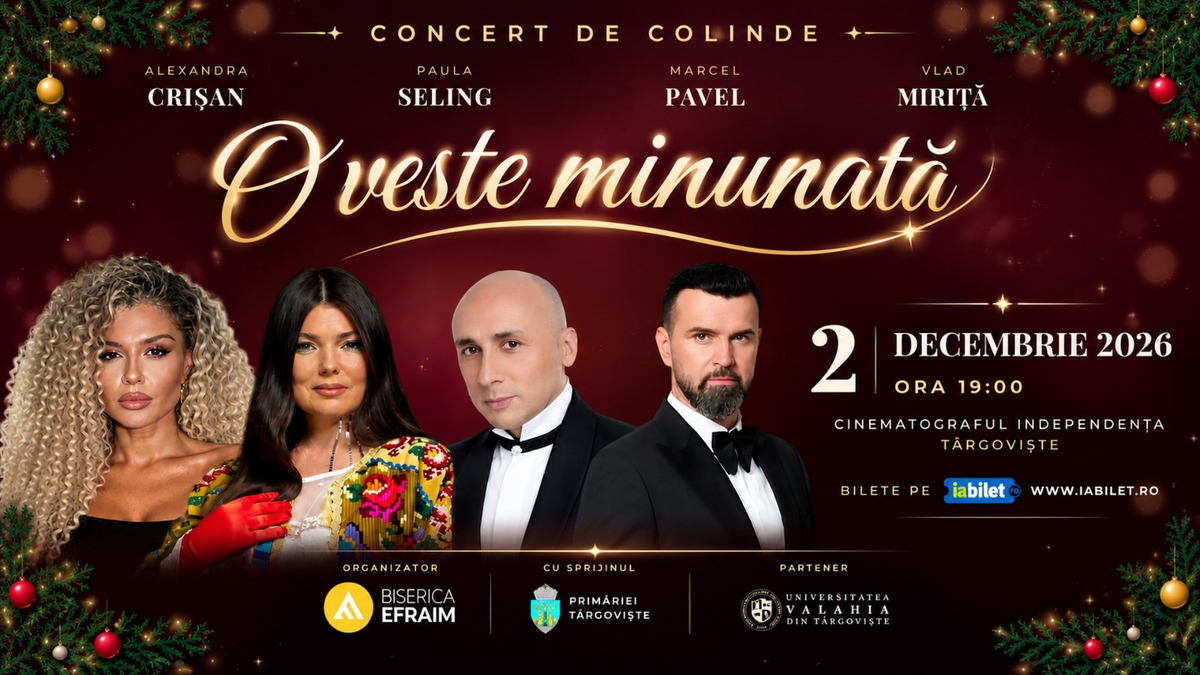 CONCERT DE COLINDE
ALEXANDRA
CRIȘAN
PAULA
SELING
MARCEL
PAVEL
VLAD
MIRIȚĂ
O veste minunată
2 DECEMBRIE 2026
ORA 19:00
CINEMATOGRAFUL INDEPENDENȚA
TÂRGOVIȘTE
BILETE PE iabilet.ro WWW.IABILET.RO
ORGANIZATOR
BISERICA
EFRAIM
CU SPRIJINUL
PRIMĂRIEI
TÂRGOVIȘTE
PARTENER
UNIVERSITATEA
VALAHIA
DIN TÂRGOVIȘTE